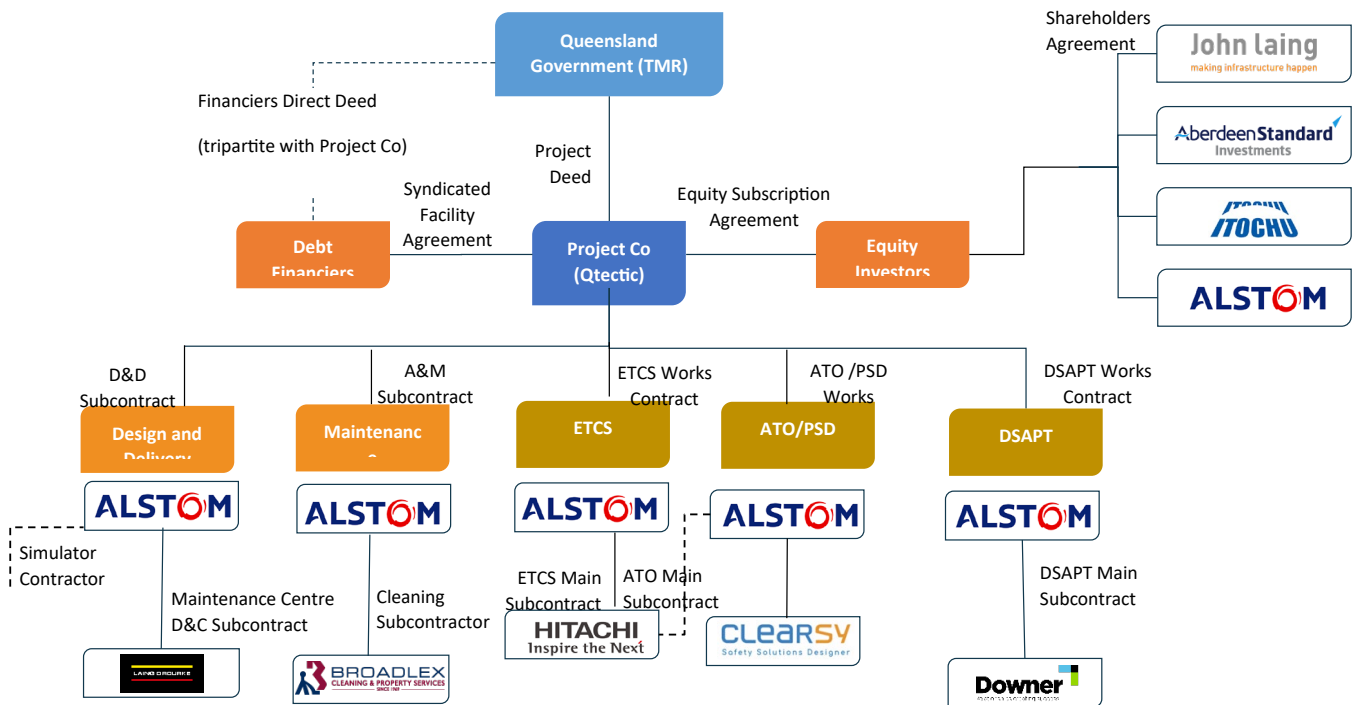 Queensland
Government (TMR)
Shareholders
Agreement
John laing
making infrastructure happen
AberdeenStandard
Investments
ITOCHU
ITOCHU
ALSTOM
Financiers Direct Deed
(tripartite with Project Co)
Project
Deed
Syndicated
Facility
Agreement
Equity Subscription
Agreement
Debt
Financiers
Project Co
(Qtectic)
Equity
Investors
D&D
Subcontract
A&M
Subcontract
ETCS Works
Contract
ATO /PSD
Works
DSAPT Works
Contract
Design and
Delivery
Maintenanc
e
ETCS
ATO/PSD
DSAPT
ALSTOM
ALSTOM
ALSTOM
ALSTOM
ALSTOM
Simulator
Contractor
Maintenance Centre
D&C Subcontract
Cleaning
Subcontractor
ETCS Main
Subcontract
ATO Main
Subcontract
DSAPT Main
Subcontract
LAING O'ROURKE
BROADLEX
CLEANING & PROPERTY SERVICES
HITACHI
Inspire the Next
CLEARSY
Safety Solutions Designer
Downer